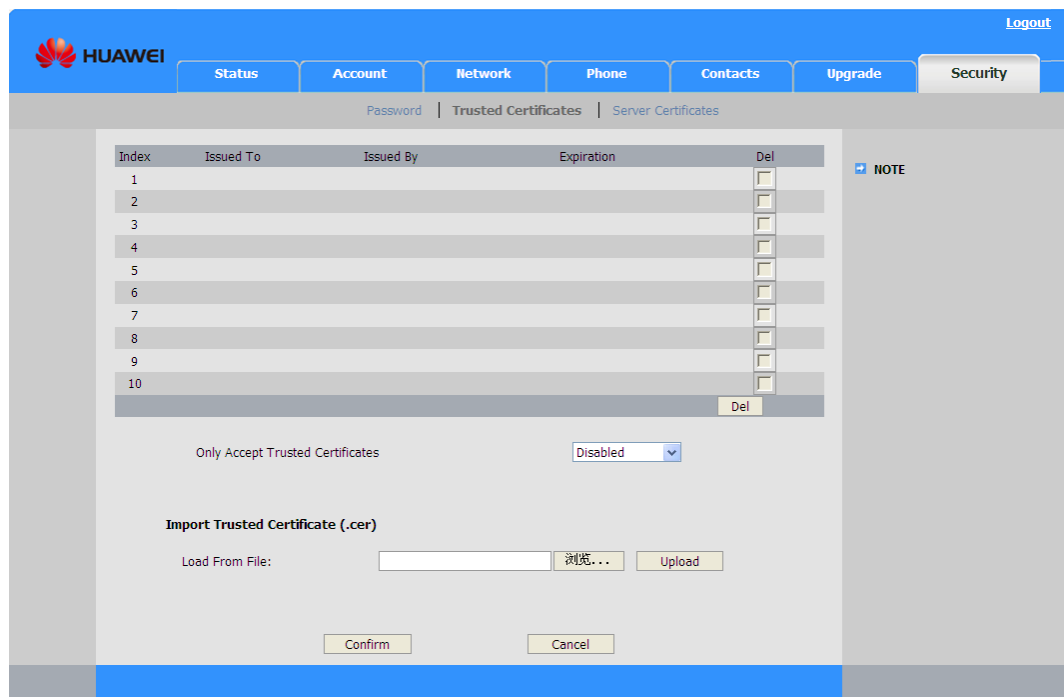 Logout
HUAWEI
Status Account Network Phone Contacts Upgrade Security
Password | Trusted Certificates | Server Certificates
Index Issued To Issued By Expiration Del
NOTE
1
2
3
4
5
6
7
8
9
10
Del
Only Accept Trusted Certificates Disabled
Import Trusted Certificate (.cer)
Load From File: 浏览... Upload
Confirm Cancel